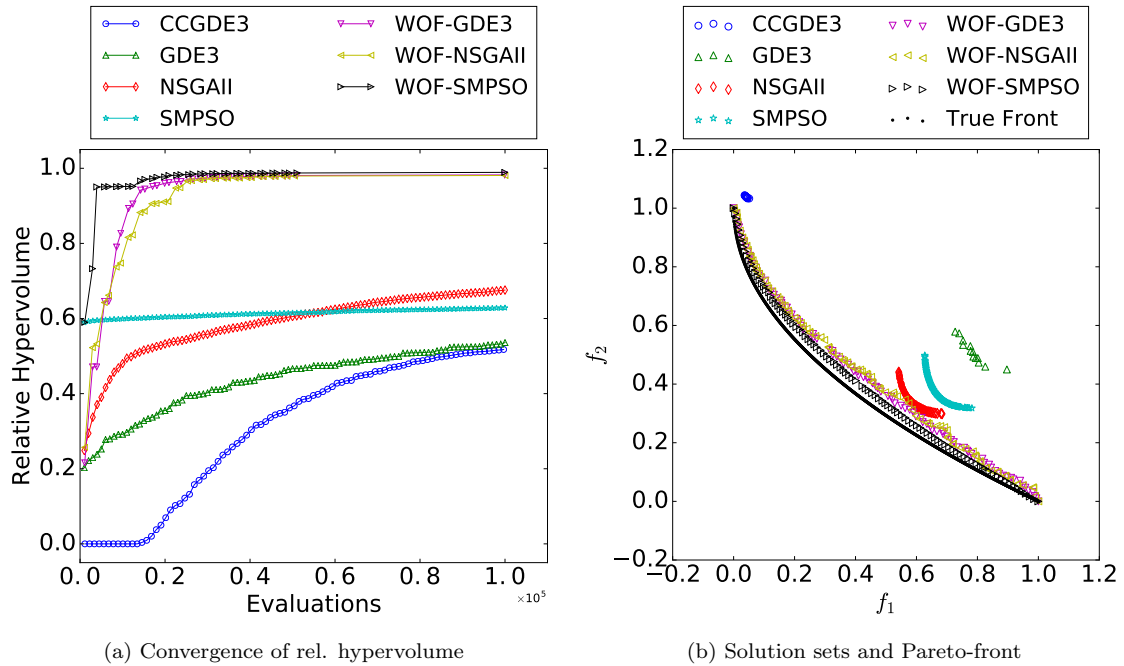 CCGDE3
GDE3
NSGAII
SMPSO
WOF-GDE3
WOF-NSGAII
WOF-SMPSO
Relative Hypervolume
1.0
0.8
0.6
0.4
0.2
0.0
0.0 0.2 0.4 0.6 0.8 1.0
×10⁵
Evaluations
(a) Convergence of rel. hypervolume
CCGDE3
GDE3
NSGAII
SMPSO
WOF-GDE3
WOF-NSGAII
WOF-SMPSO
True Front
f₂
1.2
1.0
0.8
0.6
0.4
0.2
0.0
−0.2
−0.2 0.0 0.2 0.4 0.6 0.8 1.0 1.2
f₁
(b) Solution sets and Pareto-front